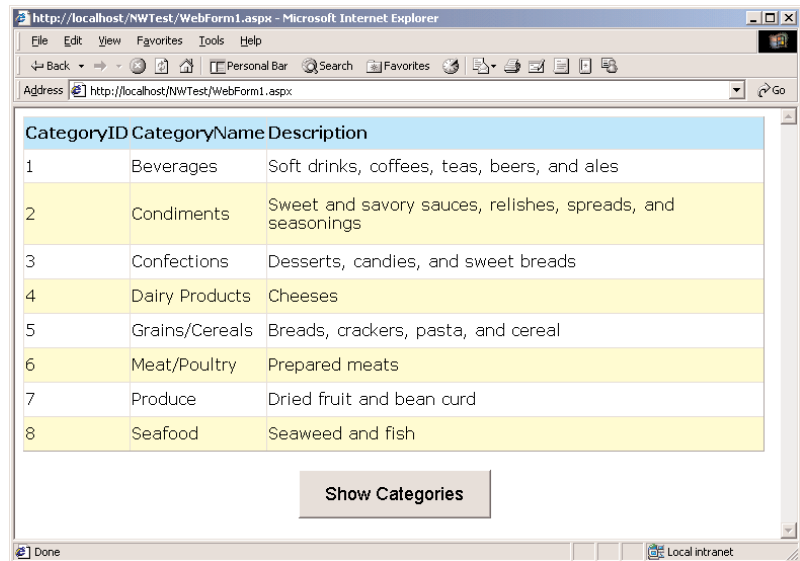 http://localhost/NWTest/WebForm1.aspx - Microsoft Internet Explorer
File Edit View Favorites Tools Help
Back Personal Bar Search Favorites
Address http://localhost/NWTest/WebForm1.aspx Go
CategoryID CategoryName Description
1 Beverages Soft drinks, coffees, teas, beers, and ales
2 Condiments Sweet and savory sauces, relishes, spreads, and
seasonings
3 Confections Desserts, candies, and sweet breads
4 Dairy Products Cheeses
5 Grains/Cereals Breads, crackers, pasta, and cereal
6 Meat/Poultry Prepared meats
7 Produce Dried fruit and bean curd
8 Seafood Seaweed and fish
Show Categories
Done Local intranet